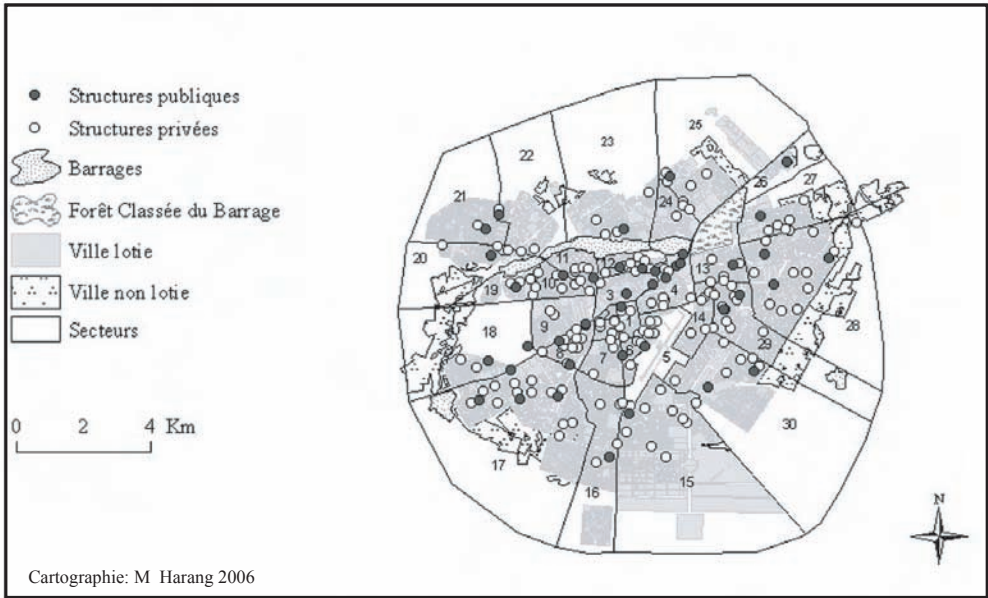 Structures publiques
Structures privées
Barrages
Forêt Classée du Barrage
Ville lotie
Ville non lotie
Secteurs
0 2 4 Km
25
23
22
26
27
21
24
20
11
12
13
10
19
3
4
28
18
9
14
1
5
8
7
6
29
30
17
15
16
N
Cartographie: M Harang 2006